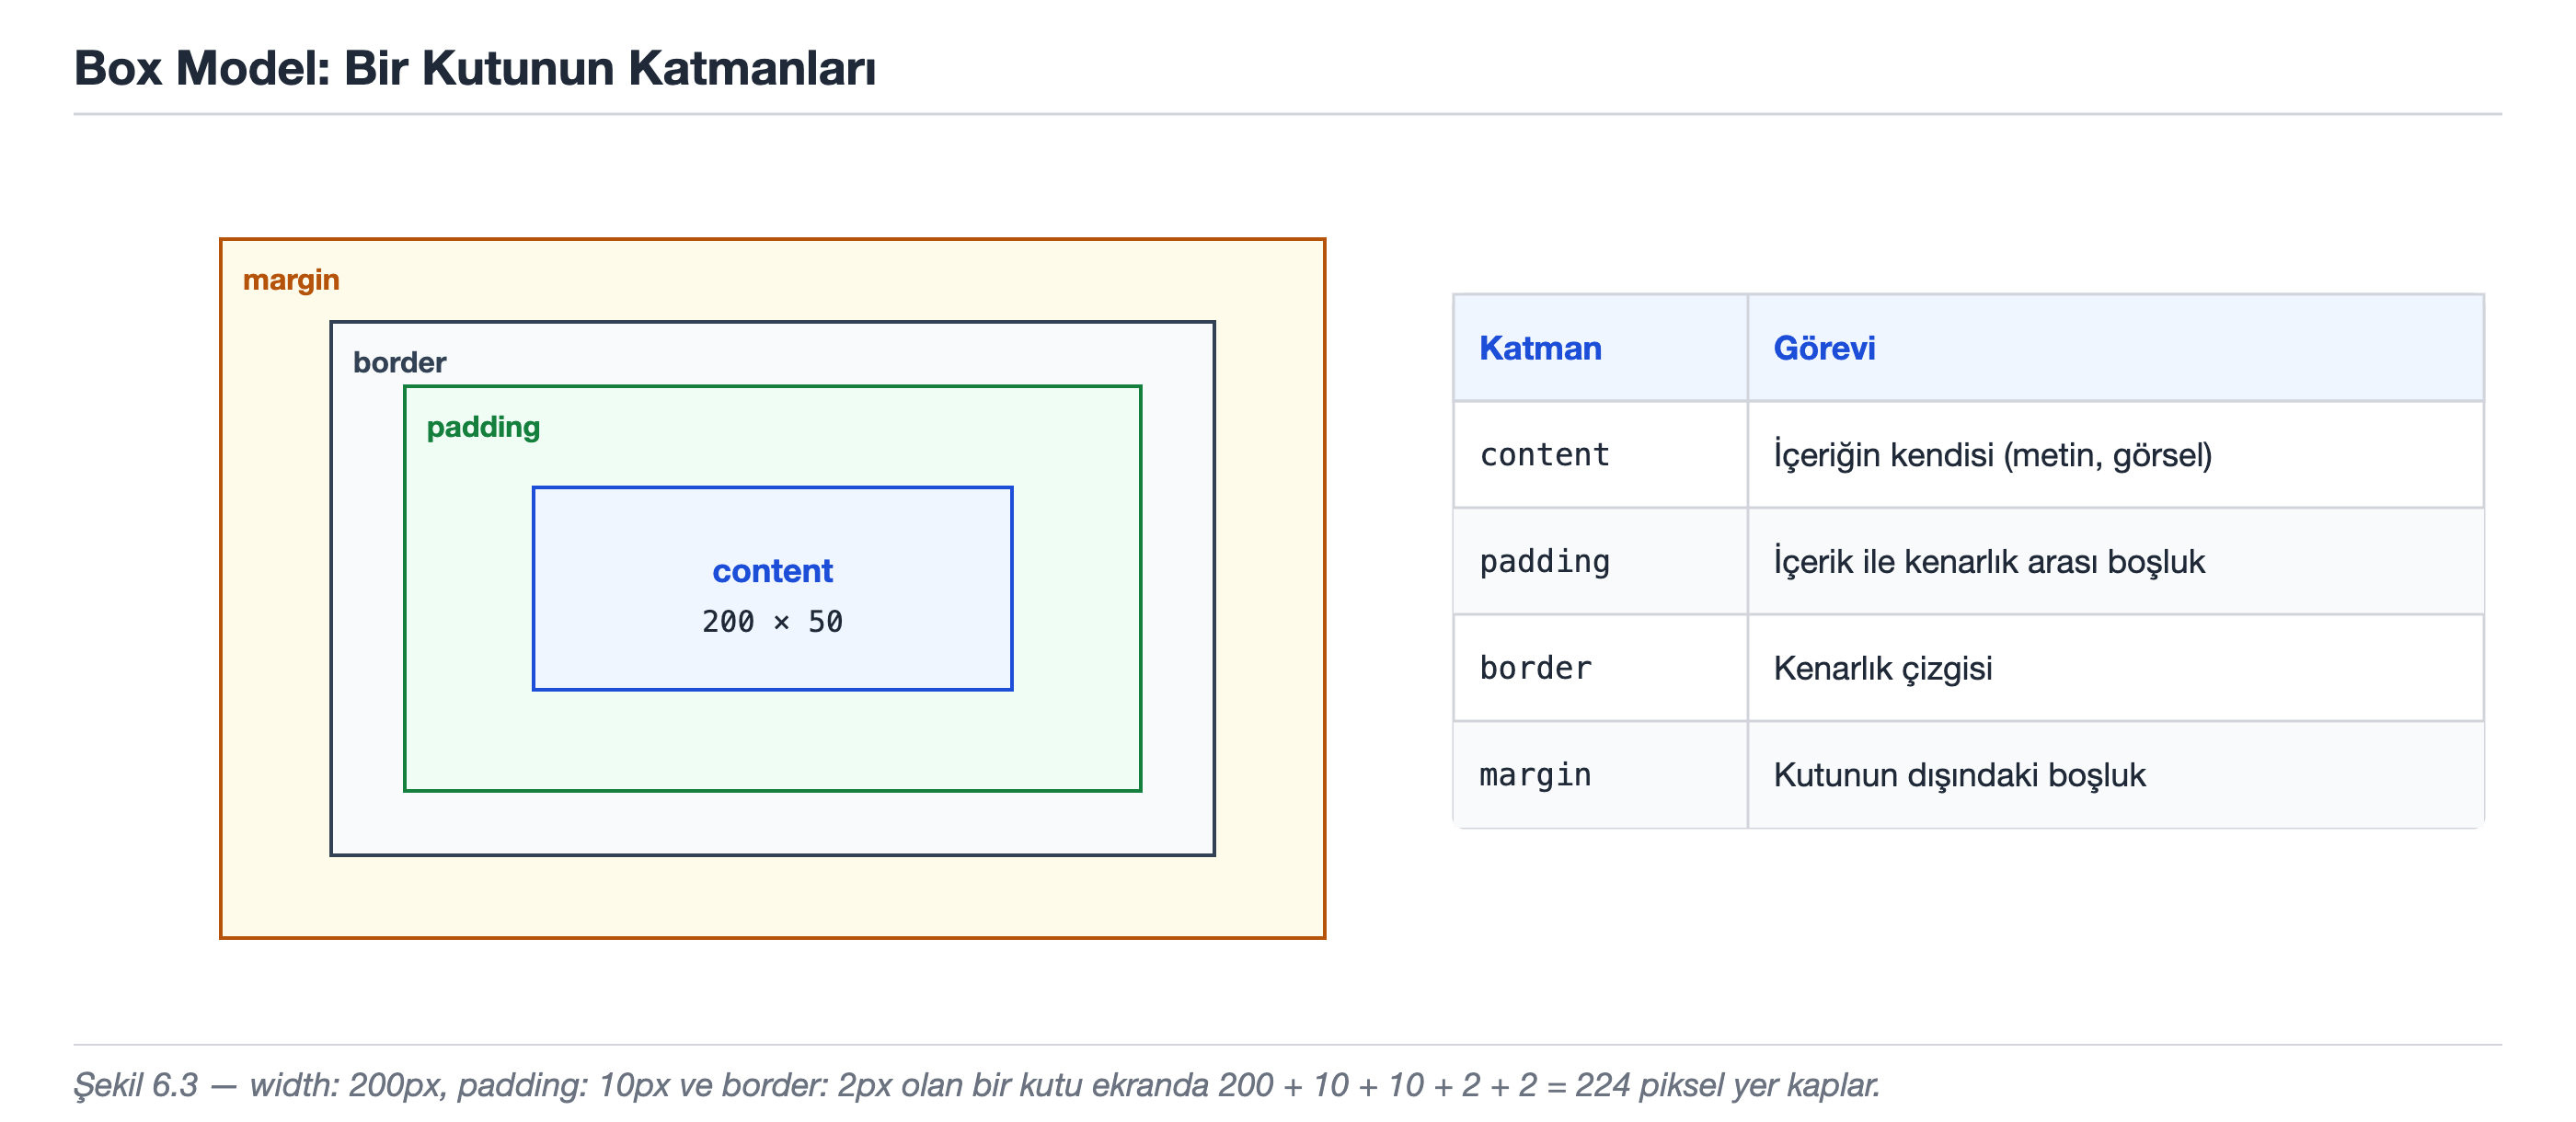 Box Model: Bir Kutunun Katmanları
margin
border
padding
content
200 × 50
Katman Görevi
content İçeriğin kendisi (metin, görsel)
padding İçerik ile kenarlık arası boşluk
border Kenarlık çizgisi
margin Kutunun dışındaki boşluk
Şekil 6.3 — width: 200px, padding: 10px ve border: 2px olan bir kutu ekranda 200 + 10 + 10 + 2 + 2 = 224 piksel yer kaplar.